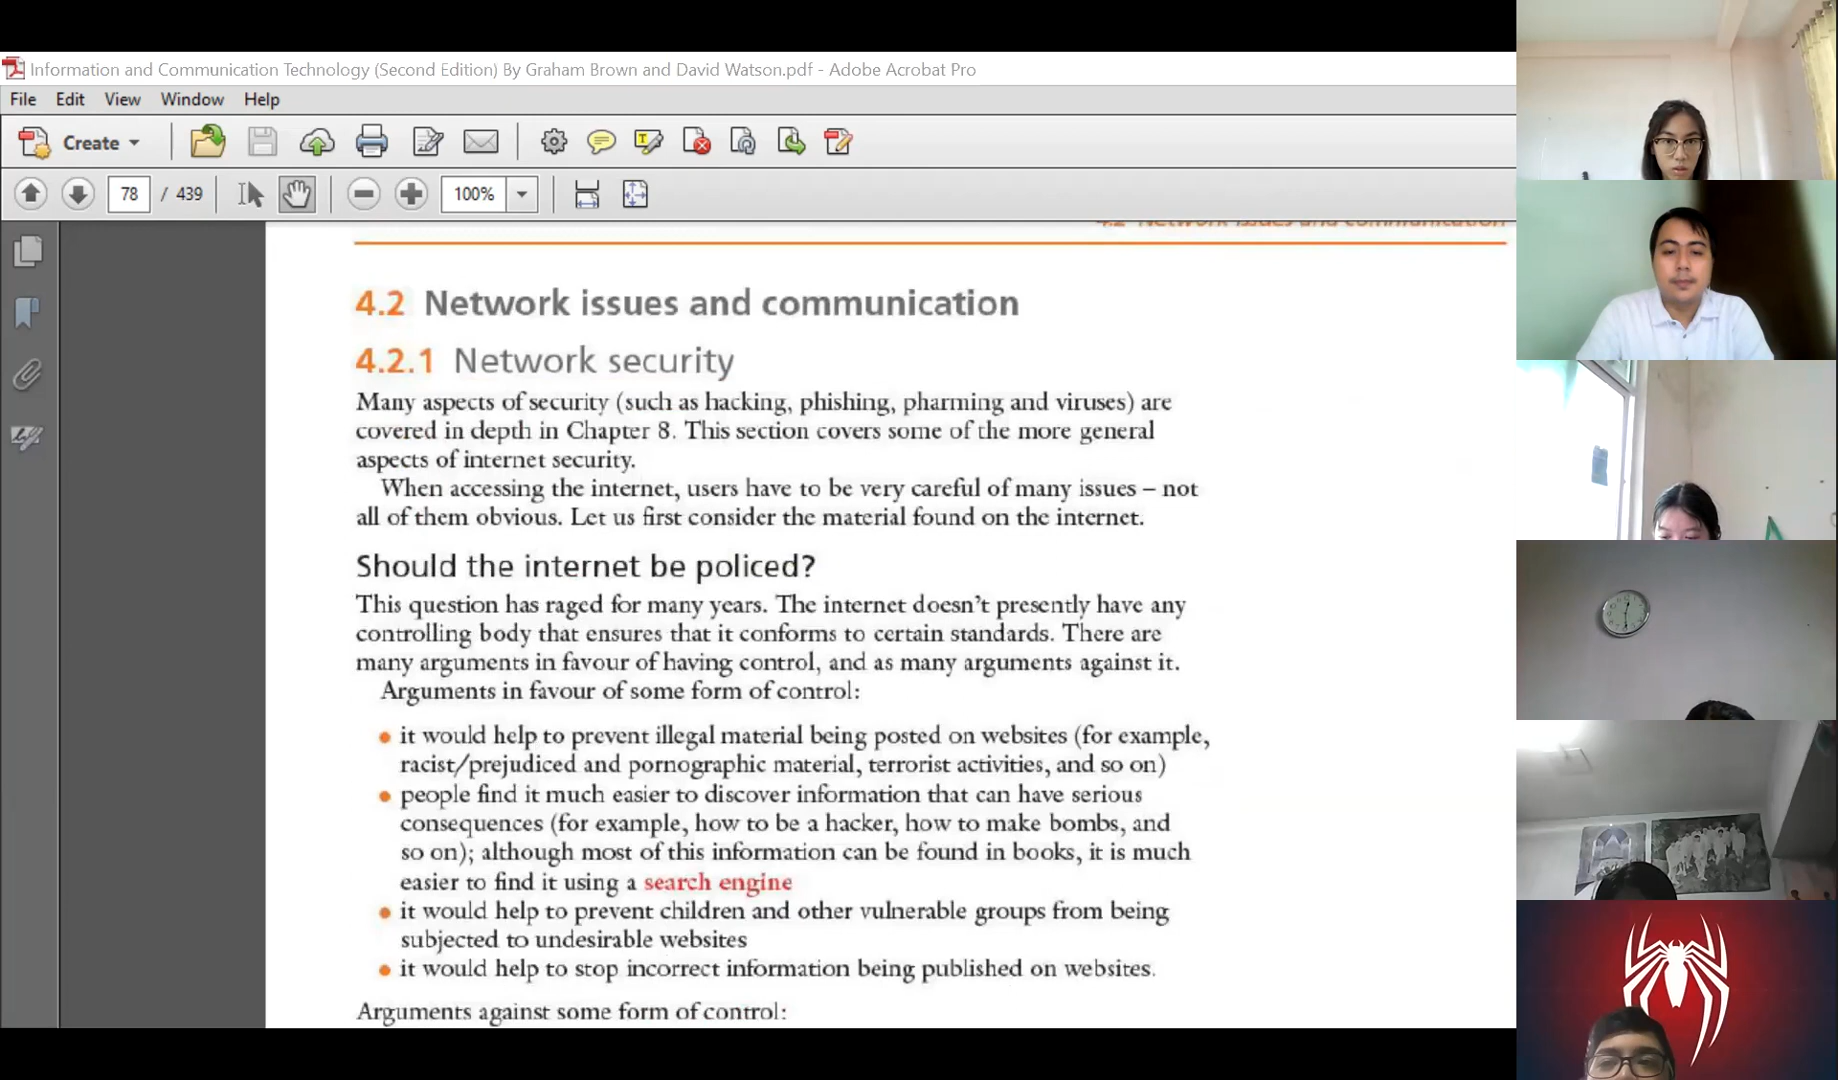 Information and Communication Technology (Second Edition) By Graham Brown and David Watson.pdf - Adobe Acrobat Pro
File Edit View Window Help
Create
78 / 439 100%
4.2 Network issues and communication
4.2 Network issues and communication
4.2.1 Network security
Many aspects of security (such as hacking, phishing, pharming and viruses) are
covered in depth in Chapter 8. This section covers some of the more general
aspects of internet security.
When accessing the internet, users have to be very careful of many issues – not
all of them obvious. Let us first consider the material found on the internet.
Should the internet be policed?
This question has raged for many years. The internet doesn't presently have any
controlling body that ensures that it conforms to certain standards. There are
many arguments in favour of having control, and as many arguments against it.
Arguments in favour of some form of control:
• it would help to prevent illegal material being posted on websites (for example,
racist/prejudiced and pornographic material, terrorist activities, and so on)
• people find it much easier to discover information that can have serious
consequences (for example, how to be a hacker, how to make bombs, and
so on); although most of this information can be found in books, it is much
easier to find it using a search engine
• it would help to prevent children and other vulnerable groups from being
subjected to undesirable websites
• it would help to stop incorrect information being published on websites.
Arguments against some form of control: